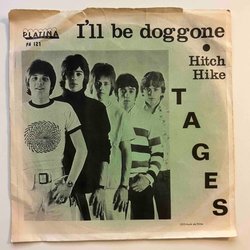 PLATINA
PA 121
I'll be doggone
Hitch
Hike
TAGES